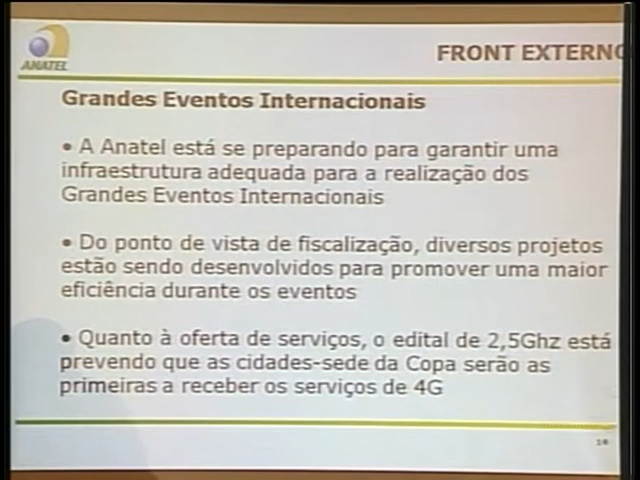 ANATEL
FRONT EXTERNO
Grandes Eventos Internacionais
• A Anatel está se preparando para garantir uma
infraestrutura adequada para a realização dos
Grandes Eventos Internacionais
• Do ponto de vista de fiscalização, diversos projetos
estão sendo desenvolvidos para promover uma maior
eficiência durante os eventos
• Quanto à oferta de serviços, o edital de 2,5Ghz está
prevendo que as cidades-sede da Copa serão as
primeiras a receber os serviços de 4G